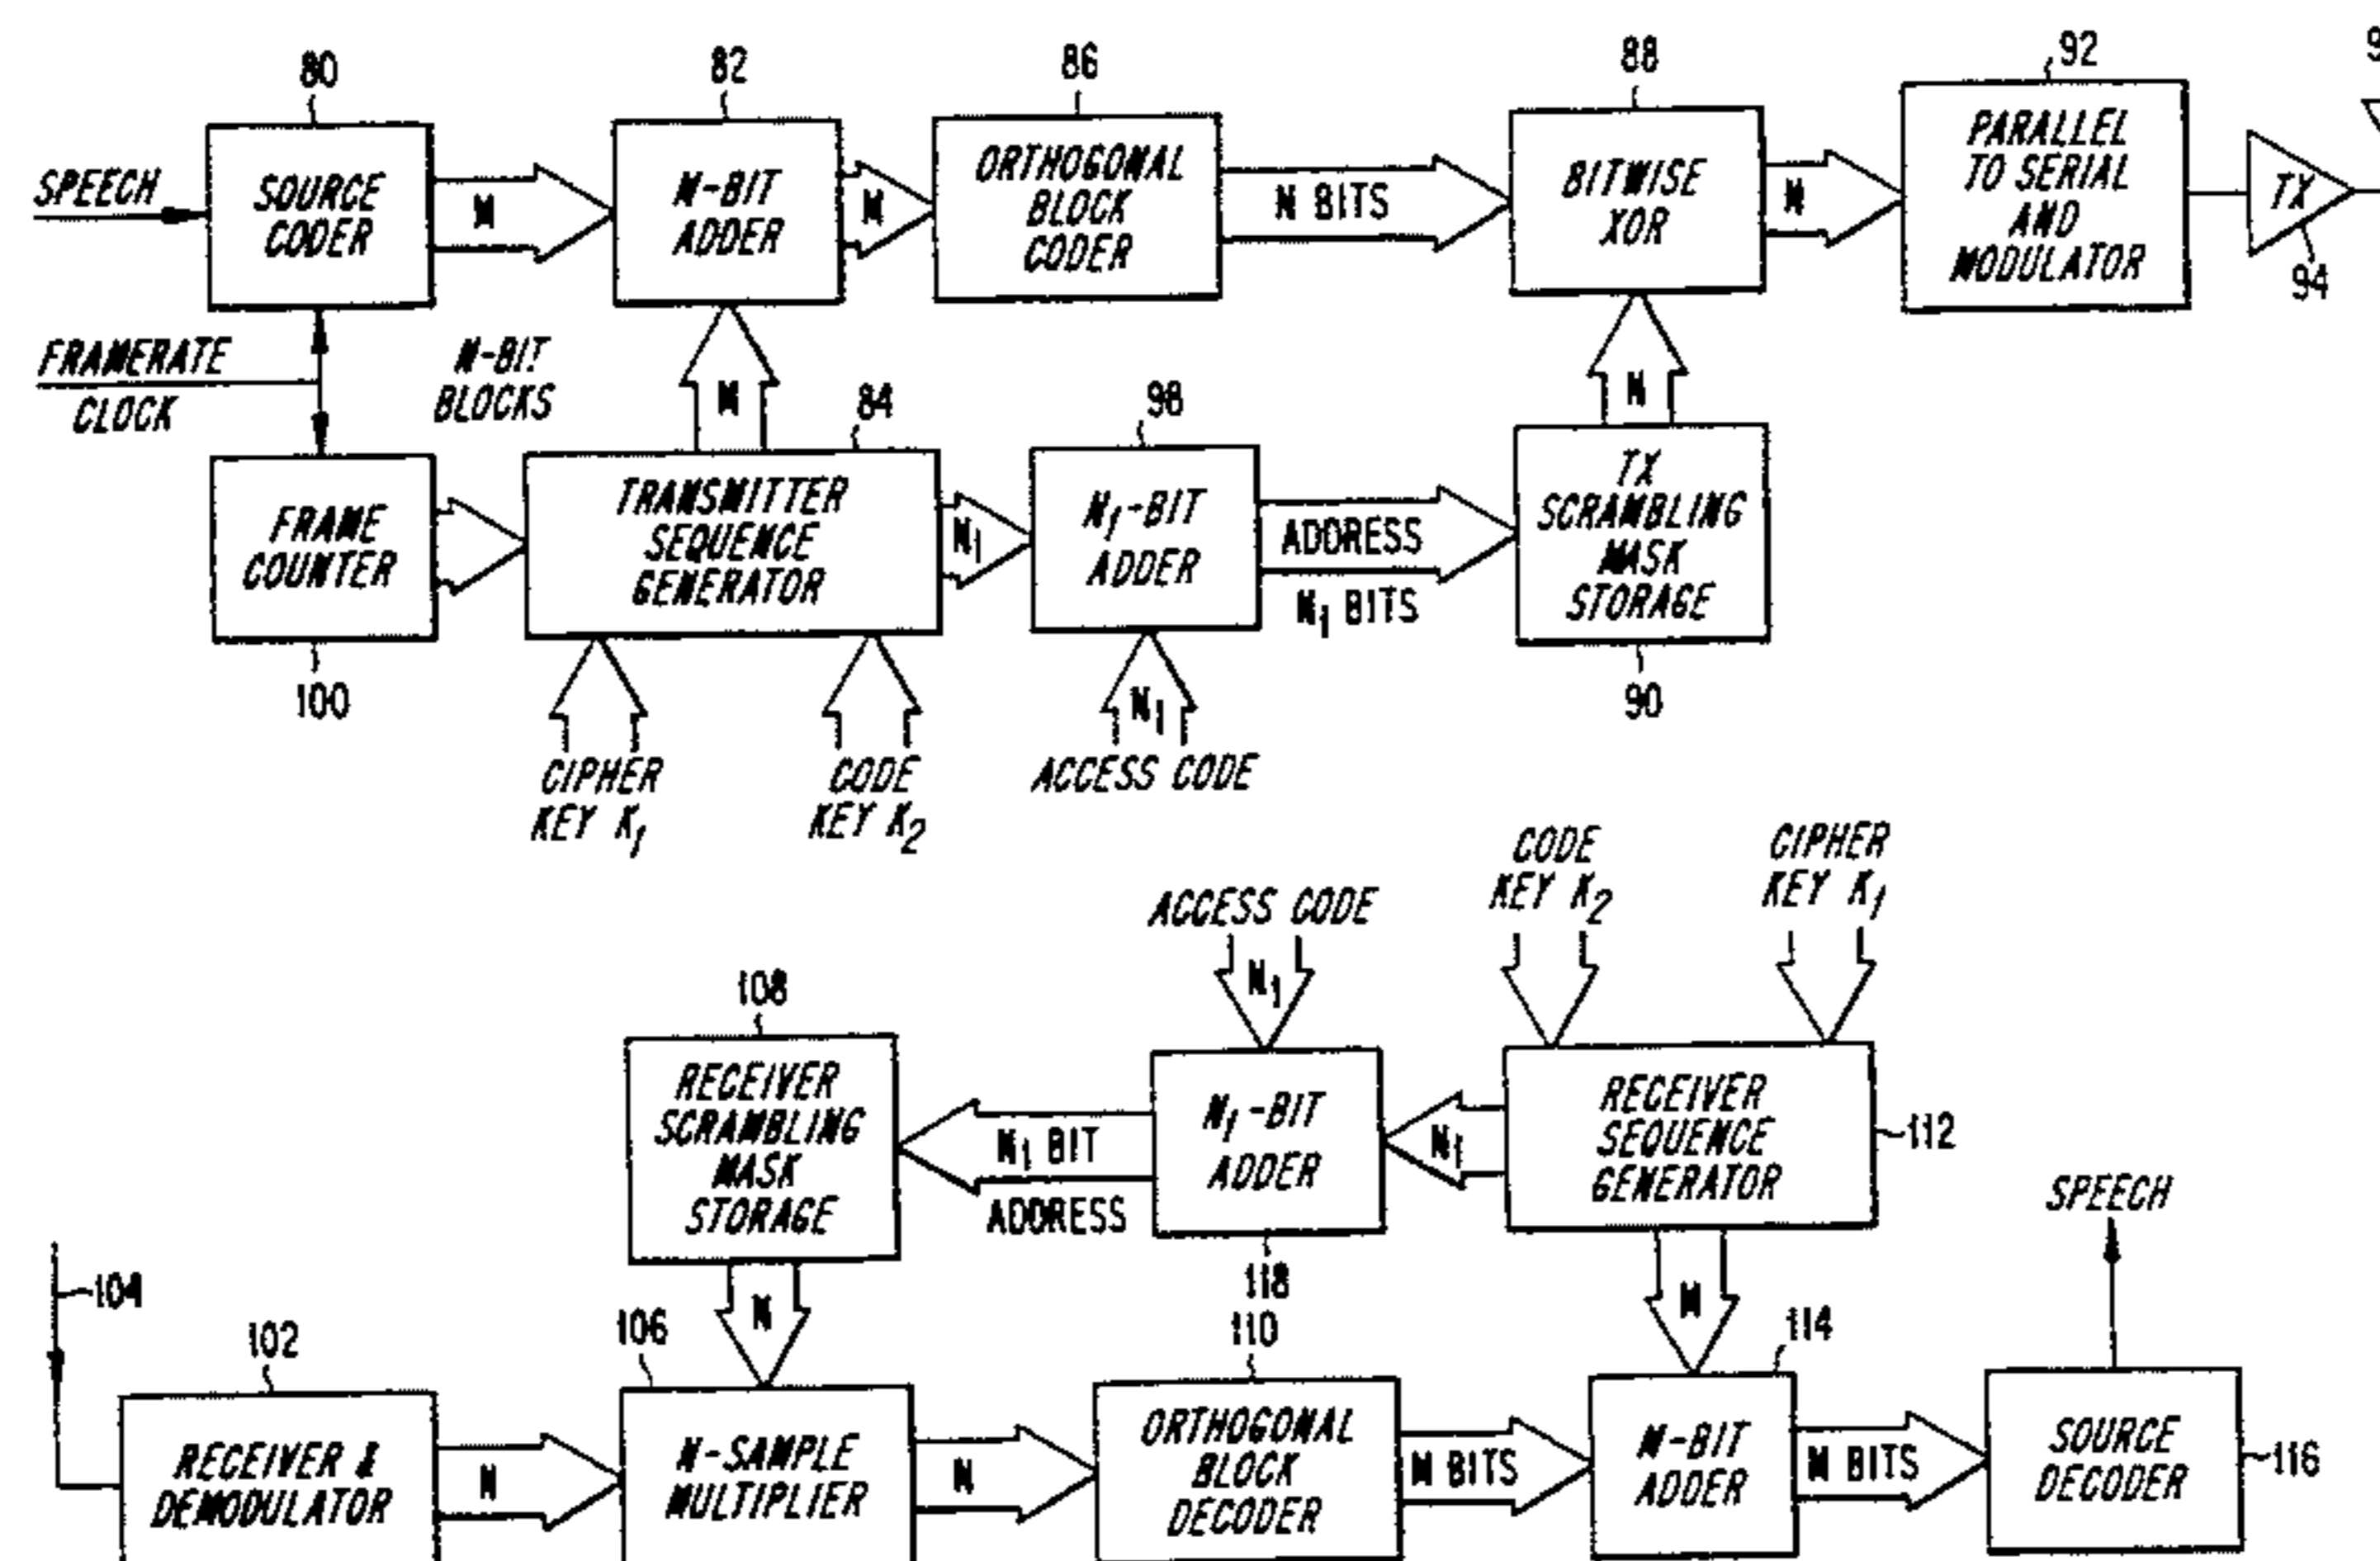 80
82
86
88
92
SPEECH
SOURCE
CODER
M
M-BIT
ADDER
M
ORTHOGONAL
BLOCK
CODER
N BITS
BITWISE
XOR
N
PARALLEL
TO SERIAL
AND
MODULATOR
TX
94
FRAMERATE
CLOCK
M-BIT
BLOCKS
M
84
98
N
FRAME
COUNTER
100
TRANSMITTER
SEQUENCE
GENERATOR
N1
N1-BIT
ADDER
ADDRESS
N1 BITS
TX
SCRAMBLING
MASK
STORAGE
90
CIPHER
KEY K1
CODE
KEY K2
N1
ACCESS CODE
ACCESS CODE
N1
CODE
KEY K2
CIPHER
KEY K1
108
RECEIVER
SCRAMBLING
MASK
STORAGE
N1 BIT
ADDRESS
N1-BIT
ADDER
118
N1
RECEIVER
SEQUENCE
GENERATOR
112
SPEECH
104
102
106
N
110
M
114
RECEIVER &
DEMODULATOR
N
N-SAMPLE
MULTIPLIER
N
ORTHOGONAL
BLOCK
DECODER
M BITS
M-BIT
ADDER
M BITS
SOURCE
DECODER
116